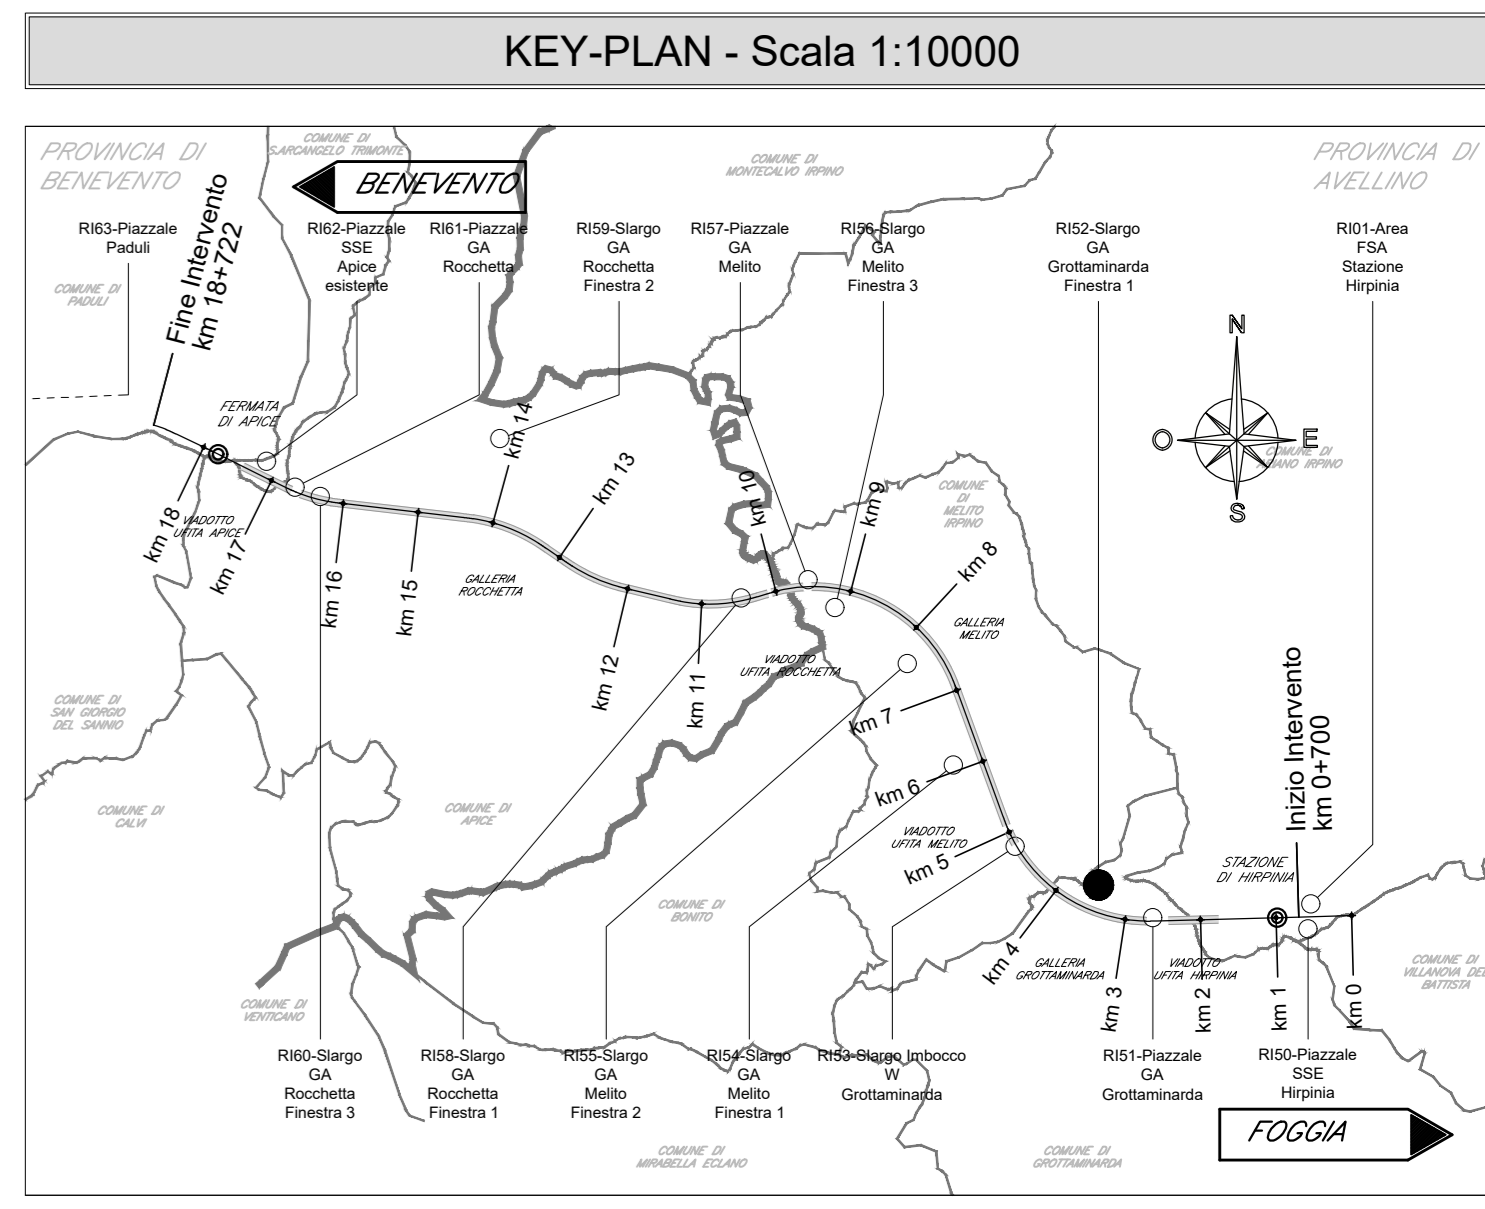 KEY-PLAN - Scala 1:10000
PROVINCIA DI
BENEVENTO
COMUNE DI
S.ARCANGELO TRIMONTE
BENEVENTO
COMUNE DI
MONTECALVO IRPINO
PROVINCIA DI
AVELLINO
RI63-Piazzale
Paduli
Fine Intervento
km 18+722
RI62-Piazzale
SSE
Apice
esistente
RI61-Piazzale
GA
Rocchetta
RI59-Slargo
GA
Rocchetta
Finestra 2
RI57-Piazzale
GA
Melito
RI56-Slargo
GA
Melito
Finestra 3
RI52-Slargo
GA
Grottaminarda
Finestra 1
RI01-Area
FSA
Stazione
Hirpinia
COMUNE DI
PADULI
N
O
E
S
COMUNE DI
ARIANO IRPINO
FERMATA
DI APICE
COMUNE
DI
MELITO
IRPINO
km 18
VIADOTTO
UFITA APICE
km 17
km 16
km 15
km 14
km 13
km 12
km 11
km 10
km 9
km 8
km 7
km 6
km 5
km 4
km 3
km 2
km 1
km 0
GALLERIA
ROCCHETTA
GALLERIA
MELITO
VIADOTTO
UFITA ROCCHETTA
COMUNE DI
SAN GIORGIO
DEL SANNIO
Inizio Intervento
km 0+700
COMUNE DI
CALVI
COMUNE DI
APICE
VIADOTTO
UFITA MELITO
STAZIONE
DI HIRPINIA
COMUNE DI
BONITO
GALLERIA
GROTTAMINARDA
VIADOTTO
UFITA HIRPINIA
COMUNE DI
VILLANOVA DEL
BATTISTA
COMUNE DI
VENTICANO
RI60-Slargo
GA
Rocchetta
Finestra 3
RI58-Slargo
GA
Rocchetta
Finestra 1
RI55-Slargo
GA
Melito
Finestra 2
RI54-Slargo
GA
Melito
Finestra 1
RI53-Slargo Imbocco
W
Grottaminarda
RI51-Piazzale
GA
Grottaminarda
RI50-Piazzale
SSE
Hirpinia
FOGGIA
COMUNE DI
MIRABELLA ECLANO
COMUNE DI
GROTTAMINARDA